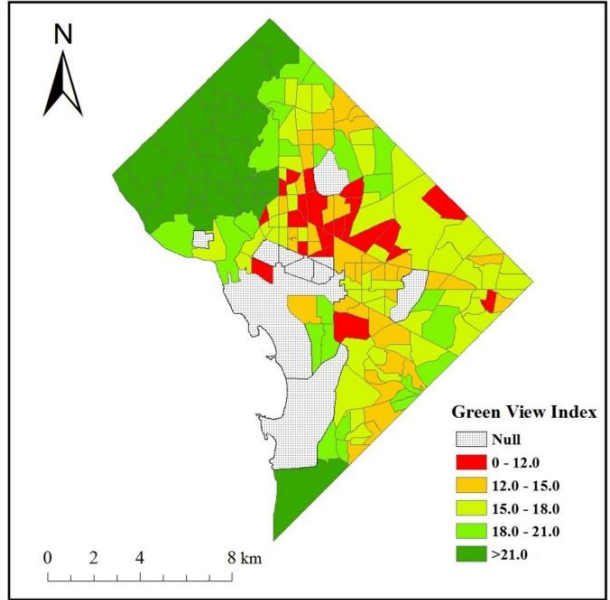 N
Green View Index
Null
0 - 12.0
12.0 - 15.0
15.0 - 18.0
18.0 - 21.0
>21.0
0 2 4 8 km